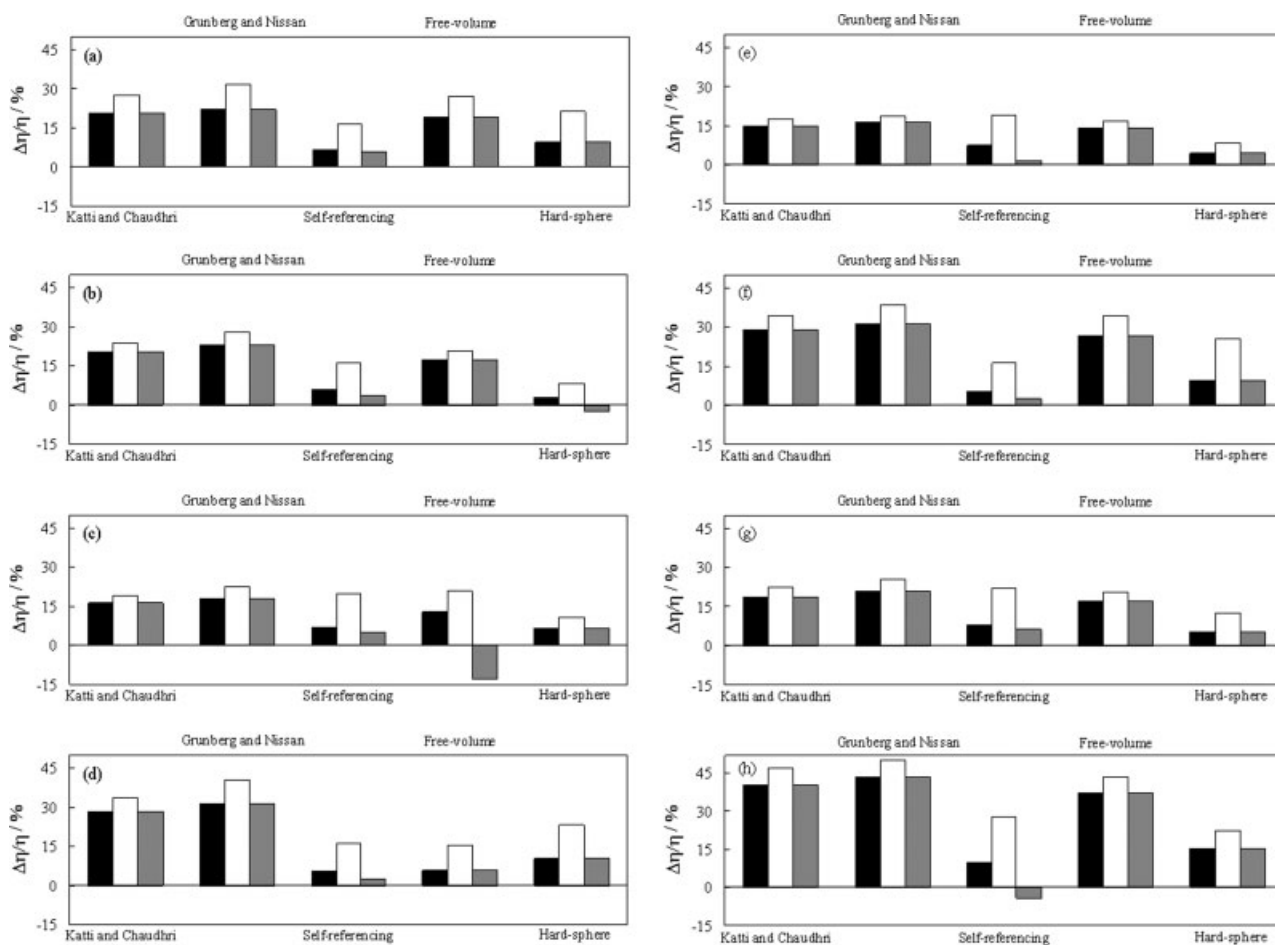 Grunberg and Nissan Free-volume
(a)
45
30
15
0
-15
Δη/η / %
Katti and Chaudhri Self-referencing Hard-sphere
Grunberg and Nissan Free-volume
(b)
45
30
15
0
-15
Δη/η / %
Katti and Chaudhri Self-referencing Hard-sphere
Grunberg and Nissan Free-volume
(c)
45
30
15
0
-15
Δη/η / %
Katti and Chaudhri Self-referencing Hard-sphere
Grunberg and Nissan Free-volume
(d)
45
30
15
0
-15
Δη/η / %
Katti and Chaudhri Self-referencing Hard-sphere
Grunberg and Nissan Free-volume
(e)
45
30
15
0
-15
Δη/η / %
Katti and Chaudhri Self-referencing Hard-sphere
Grunberg and Nissan Free-volume
(f)
45
30
15
0
-15
Δη/η / %
Katti and Chaudhri Self-referencing Hard-sphere
Grunberg and Nissan Free-volume
(g)
45
30
15
0
-15
Δη/η / %
Katti and Chaudhri Self-referencing Hard-sphere
Grunberg and Nissan Free-volume
(h)
45
30
15
0
-15
Δη/η / %
Katti and Chaudhri Self-referencing Hard-sphere